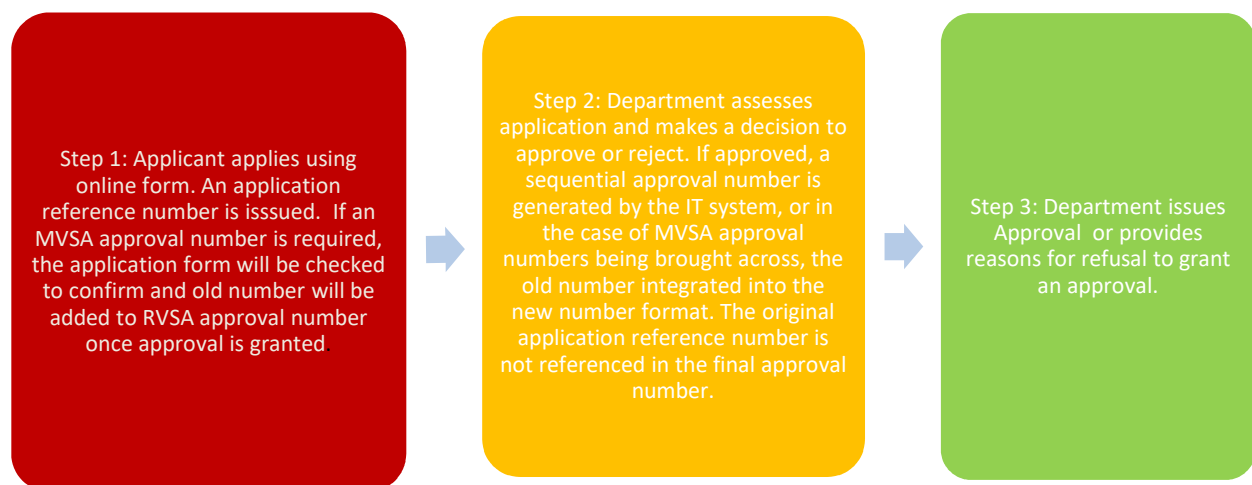 Step 1: Applicant applies using
online form. An application
reference number is isssued.  If an
MVSA approval number is required,
the application form will be checked
to confirm and old number will be
added to RVSA approval number
once approval is granted.
Step 2: Department assesses
application and makes a decision to
approve or reject. If approved, a
sequential approval number is
generated by the IT system, or in
the case of MVSA approval
numbers being brought across, the
old number integrated into the
new number format. The original
application reference number is
not referenced in the final approval
number.
Step 3: Department issues
Approval  or provides
reasons for refusal to grant
an approval.